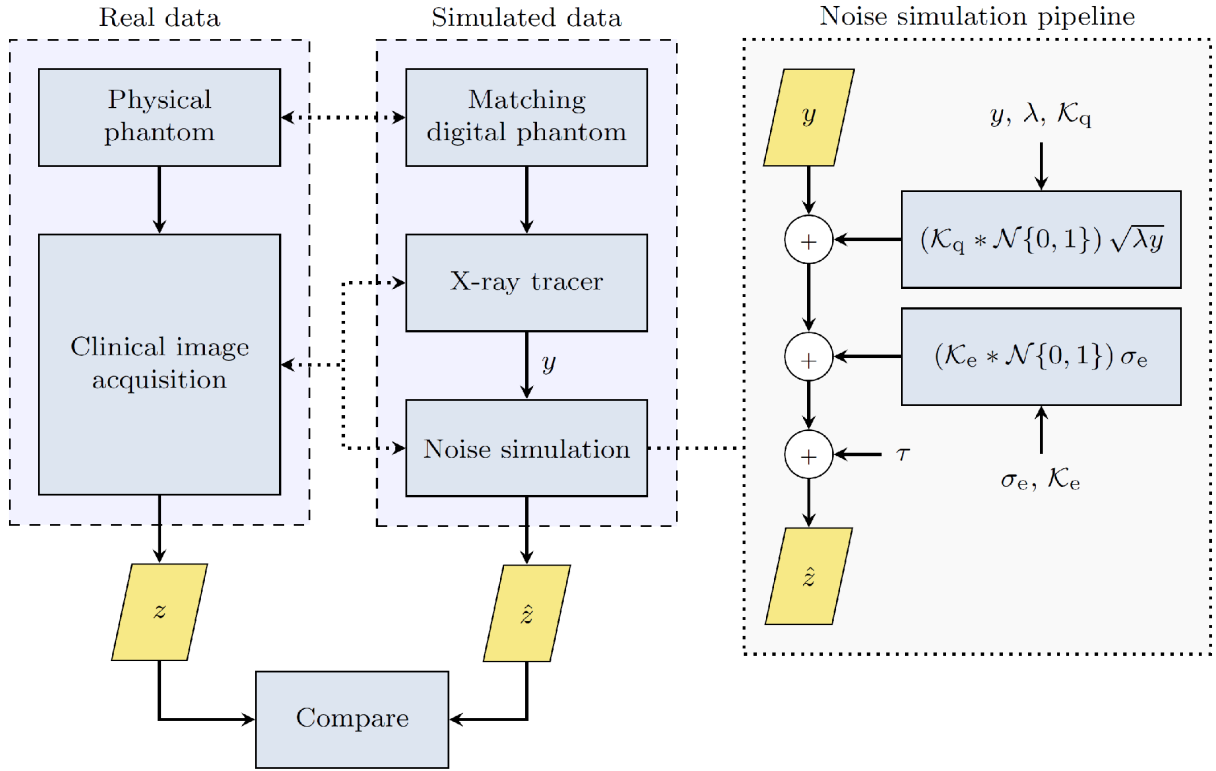 Real data
Simulated data
Noise simulation pipeline
Physical
phantom
Matching
digital phantom
Clinical image
acquisition
X-ray tracer
y
Noise simulation
z
ẑ
Compare
y
y, λ, 𝒦q
+
(𝒦q * 𝒩{0, 1}) √λy
+
(𝒦e * 𝒩{0, 1}) σe
+
τ
σe, 𝒦e
ẑ